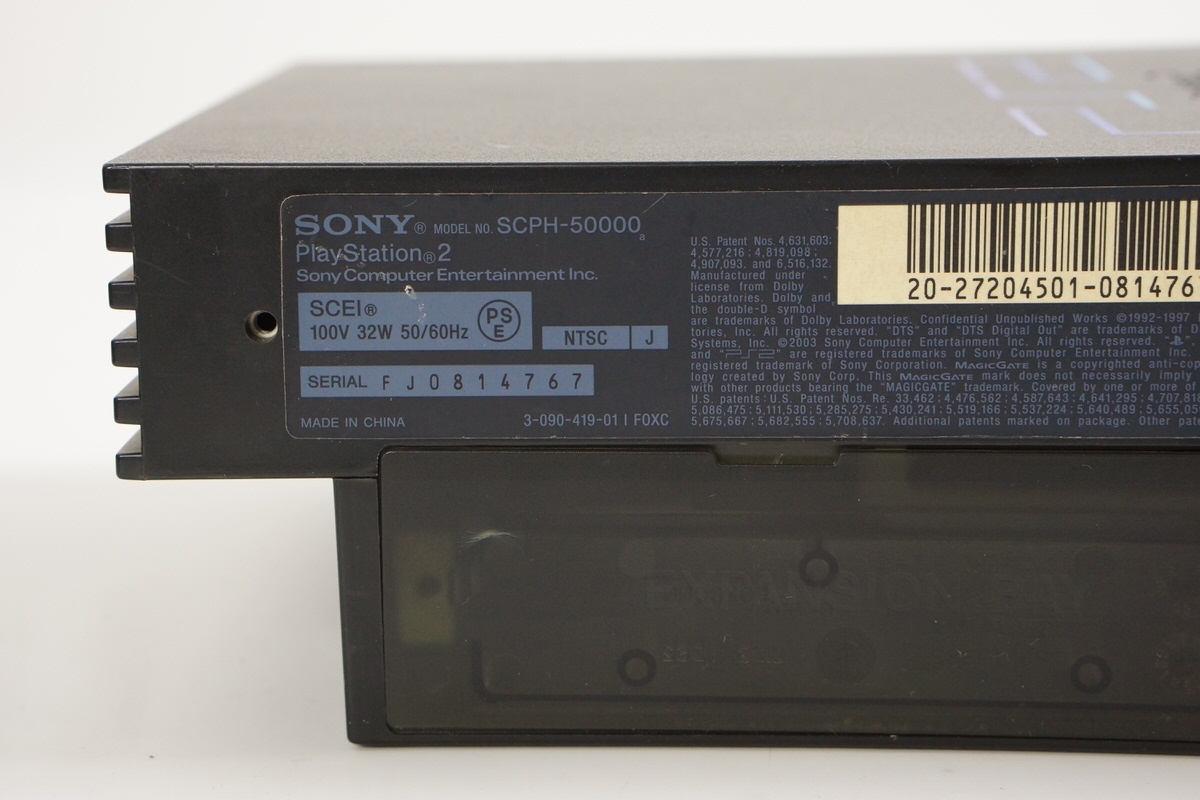 SONY® MODEL NO. SCPH-50000 a
PlayStation®2
Sony Computer Entertainment Inc.
SCEI®
100V 32W 50/60Hz
PS
E
NTSC J
SERIAL FJ0814767
MADE IN CHINA
3-090-419-01 I FOXC
20-27204501-081476
U.S. Patent Nos. 4,631,603;
4,577,216 ; 4,819,098 ;
4,907,093. and 6,516,132.
Manufactured under
license from Dolby
Laboratories. Dolby and
the double-D symbol
are trademarks of Dolby Laboratories. Confidential Unpublished Works ©1992-1997
tories, Inc. All rights reserved. "DTS" and "DTS Digital Out" are trademarks of
Systems, Inc. ©2003 Sony Computer Entertainment Inc. All rights reserved. "
and "PS2" are registered trademarks of Sony Corporation. MAGICGATE is a copyrighted anti-cop
registered trademark of Sony Computer Entertainment Inc. "
logy created by Sony Corp. This MAGICGATE mark does not necessarily imply
with other products bearing the "MAGICGATE" trademark. Covered by one or more o
U.S. patents : U.S. Patent Nos. Re. 33,462 ; 4,476,562 ; 4,587,643 ; 4,641,295 ; 4,707,81
5,086,475 ; 5,111,530 ; 5,285,275 ; 5,430,241 ; 5,519,166 ; 5,537,224 ; 5,640,489 ; 5,655,0
5,675,667 ; 5,682,555 ; 5,708,637. Additional patents marked on package. Other pate